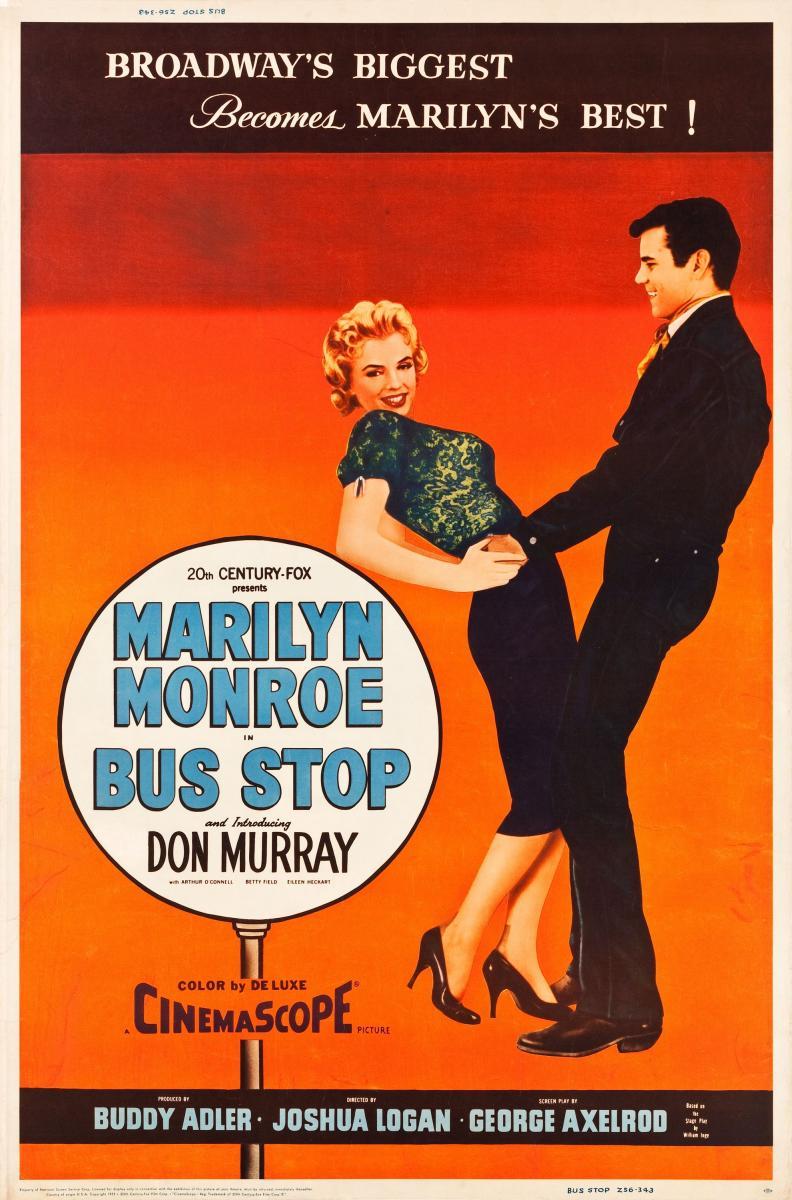 BUS STOP Z56-343
BROADWAY'S BIGGEST
Becomes MARILYN'S BEST !
20th CENTURY-FOX
presents
MARILYN
MONROE
IN
BUS STOP
and Introducing
DON MURRAY
with ARTHUR O'CONNELL BETTY FIELD EILEEN HECKART
COLOR by DE LUXE
A CINEMASCOPE® PICTURE
PRODUCED BY
BUDDY ADLER ·
DIRECTED BY
JOSHUA LOGAN ·
SCREEN PLAY BY
GEORGE AXELROD
Based on
the
Stage Play
by
William Inge
BUS STOP Z56-343